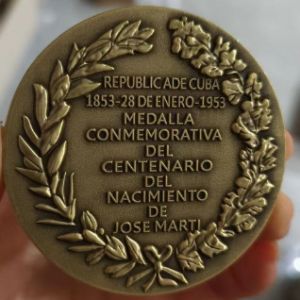 REPUBLICA DE CUBA
1853-28 DE ENERO-1953
MEDALLA
CONMEMORATIVA
DEL
CENTENARIO
DEL
NACIMIENTO
DE
JOSE MARTI